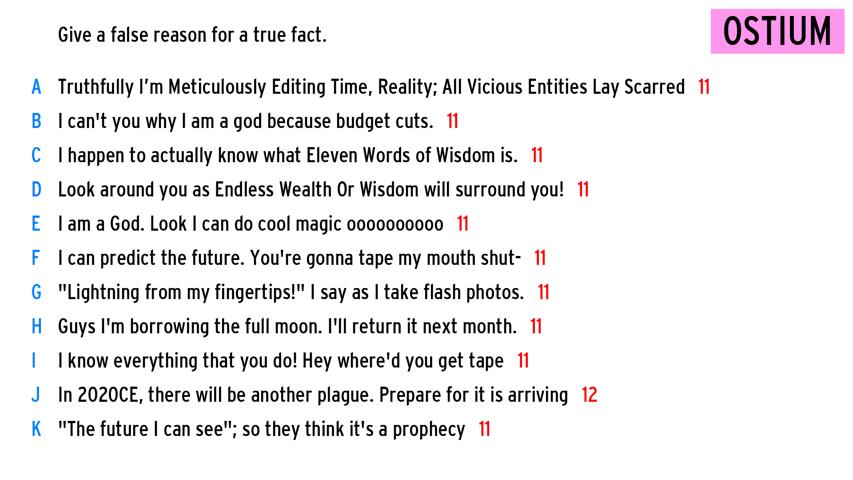 Give a false reason for a true fact.
OSTIUM
A Truthfully I'm Meticulously Editing Time, Reality; All Vicious Entities Lay Scarred 11
B I can't you why I am a god because budget cuts. 11
C I happen to actually know what Eleven Words of Wisdom is. 11
D Look around you as Endless Wealth Or Wisdom will surround you! 11
E I am a God. Look I can do cool magic oooooooooo 11
F I can predict the future. You're gonna tape my mouth shut- 11
G "Lightning from my fingertips!" I say as I take flash photos. 11
H Guys I'm borrowing the full moon. I'll return it next month. 11
I I know everything that you do! Hey where'd you get tape 11
J In 2020CE, there will be another plague. Prepare for it is arriving 12
K "The future I can see"; so they think it's a prophecy 11